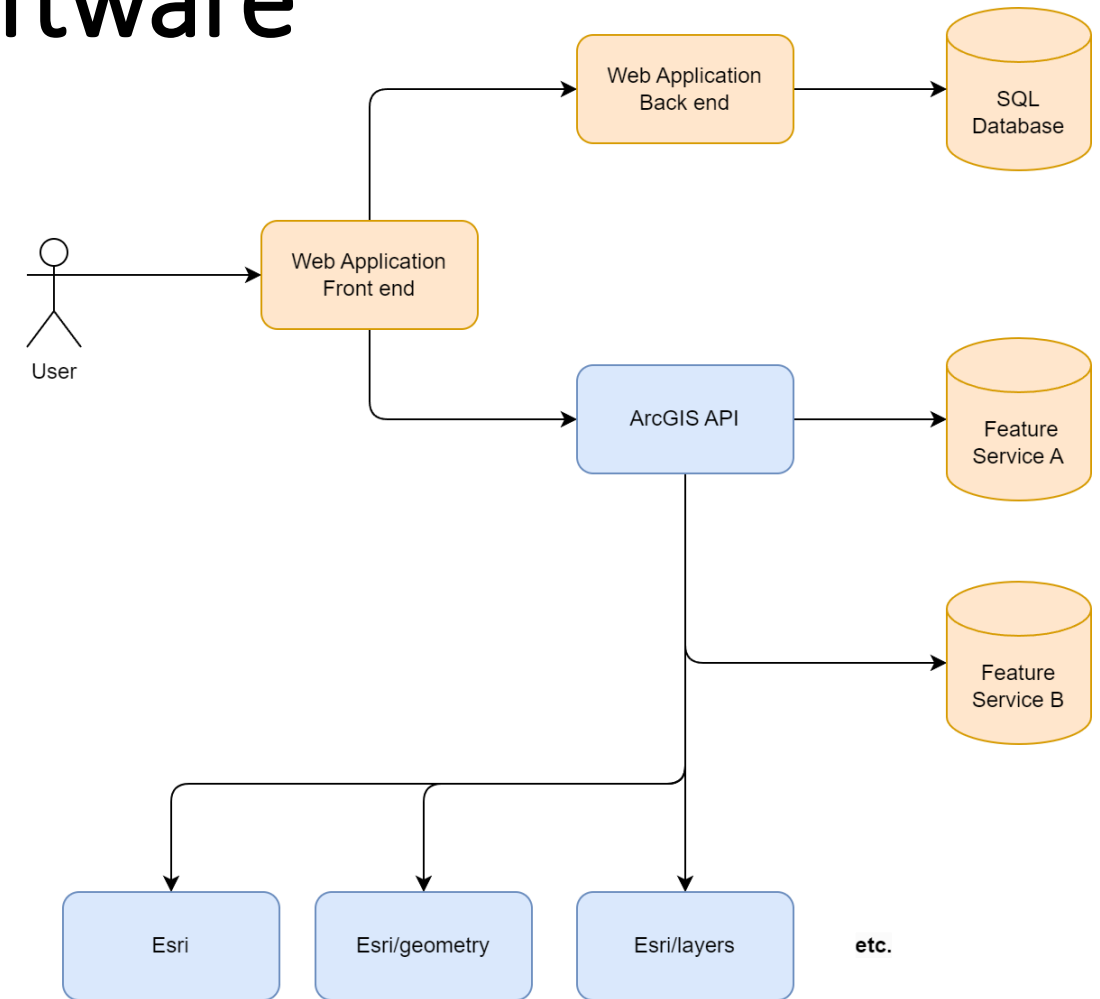 Web Application
Back end
SQL
Database
Web Application
Front end
User
ArcGIS API
Feature
Service A
Feature
Service B
Esri
Esri/geometry
Esri/layers
etc.